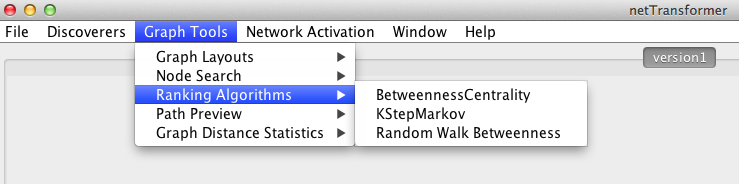 netTransformer
File Discoverers Graph Tools Network Activation Window Help
version1
Graph Layouts
Node Search
Ranking Algorithms
Path Preview
Graph Distance Statistics
BetweennessCentrality
KStepMarkov
Random Walk Betweenness